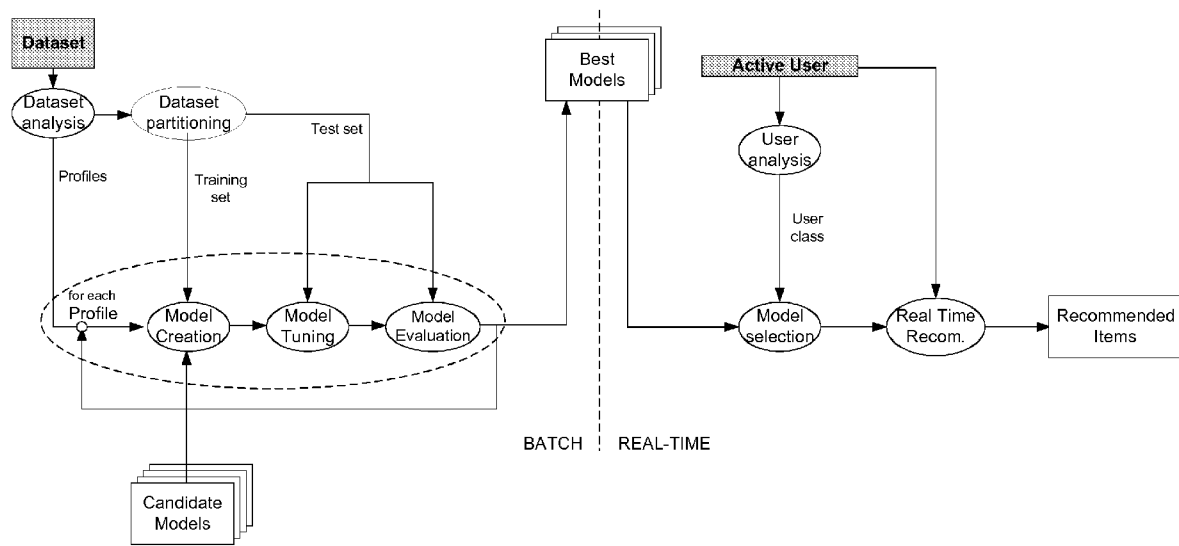 Dataset
Dataset
analysis
Dataset
partitioning
Test set
Profiles
Training
set
for each
Profile
Model
Creation
Model
Tuning
Model
Evaluation
Candidate
Models
Best
Models
BATCH
REAL-TIME
Active User
User
analysis
User
class
Model
selection
Real Time
Recom.
Recommended
Items